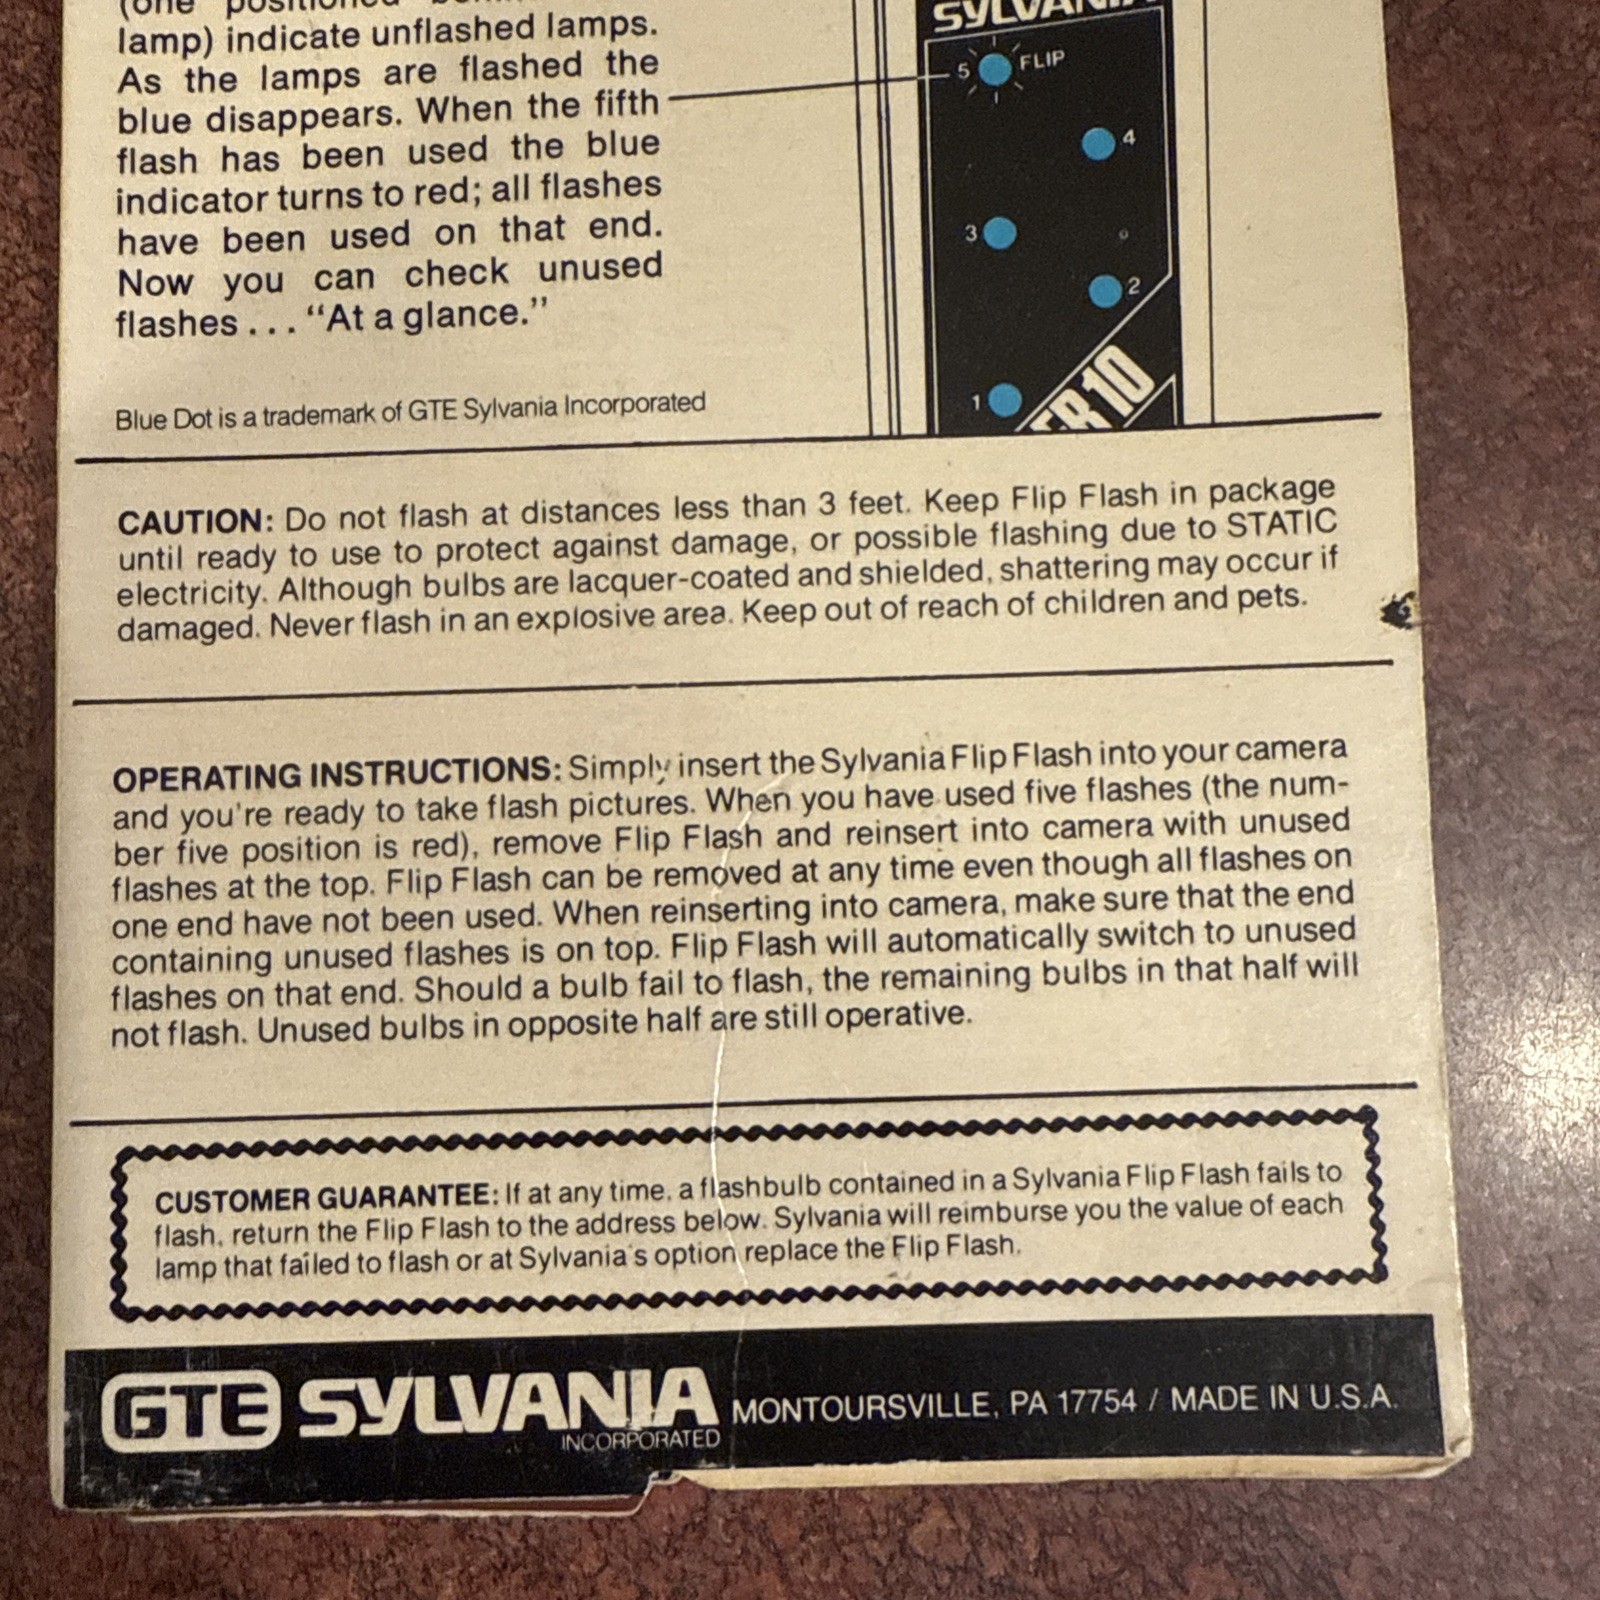 (one positioned
lamp) indicate unflashed lamps.
As the lamps are flashed the
blue disappears. When the fifth
flash has been used the blue
indicator turns to red; all flashes
have been used on that end.
Now you can check unused
flashes . . . “At a glance.”
Blue Dot is a trademark of GTE Sylvania Incorporated
SYLVANIA
5 FLIP
4
3
2
1
10
CAUTION: Do not flash at distances less than 3 feet. Keep Flip Flash in package
until ready to use to protect against damage, or possible flashing due to STATIC
electricity. Although bulbs are lacquer-coated and shielded, shattering may occur if
damaged. Never flash in an explosive area. Keep out of reach of children and pets.
OPERATING INSTRUCTIONS: Simply insert the Sylvania Flip Flash into your camera
and you're ready to take flash pictures. When you have used five flashes (the num-
ber five position is red), remove Flip Flash and reinsert into camera with unused
flashes at the top. Flip Flash can be removed at any time even though all flashes on
one end have not been used. When reinserting into camera, make sure that the end
containing unused flashes is on top. Flip Flash will automatically switch to unused
flashes on that end. Should a bulb fail to flash, the remaining bulbs in that half will
not flash. Unused bulbs in opposite half are still operative.
CUSTOMER GUARANTEE: If at any time, a flashbulb contained in a Sylvania Flip Flash fails to
flash, return the Flip Flash to the address below. Sylvania will reimburse you the value of each
lamp that failed to flash or at Sylvania's option replace the Flip Flash.
GTE SYLVANIA INCORPORATED MONTOURSVILLE, PA 17754 / MADE IN U.S.A.